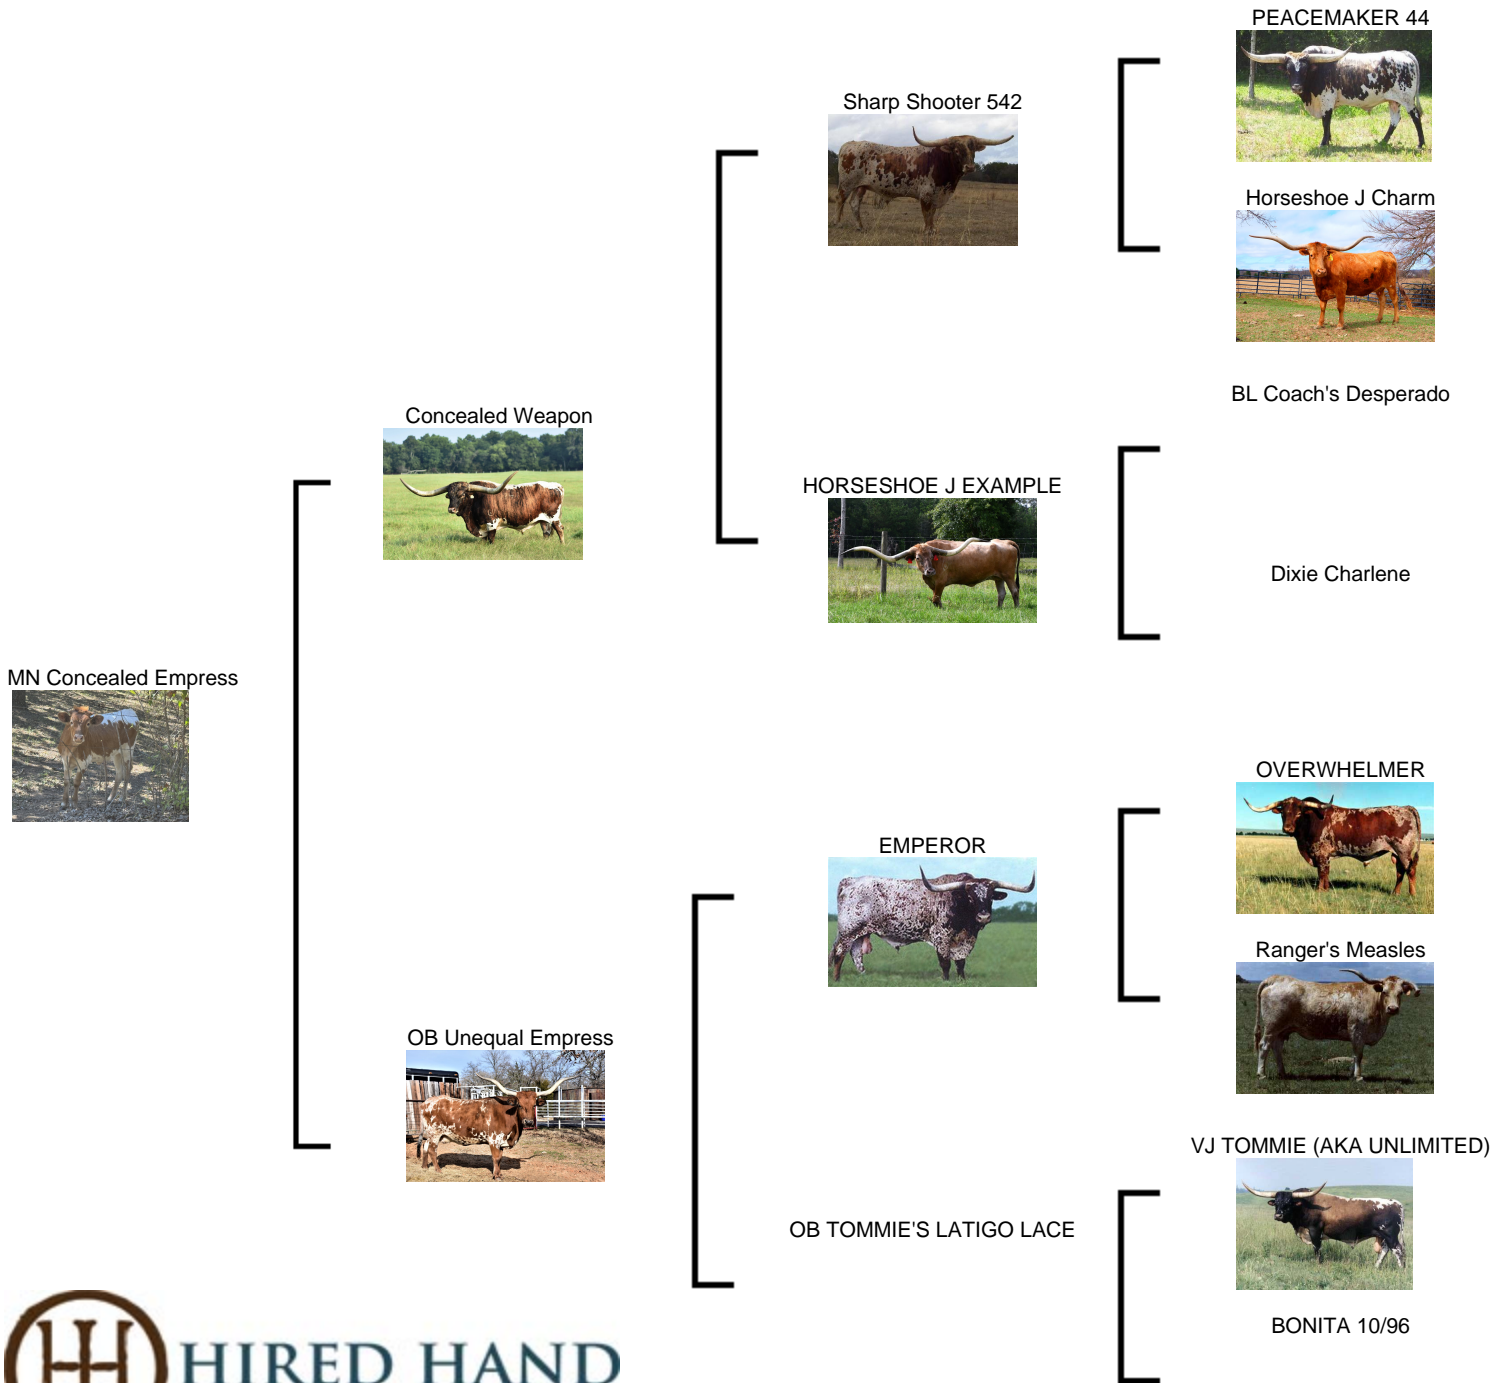 PEACEMAKER 44
Sharp Shooter 542
Horseshoe J Charm
BL Coach's Desperado
Concealed Weapon
HORSESHOE J EXAMPLE
Dixie Charlene
MN Concealed Empress
OVERWHELMER
EMPEROR
Ranger's Measles
OB Unequal Empress
VJ TOMMIE (AKA UNLIMITED)
OB TOMMIE'S LATIGO LACE
BONITA 10/96
HIRED HAND